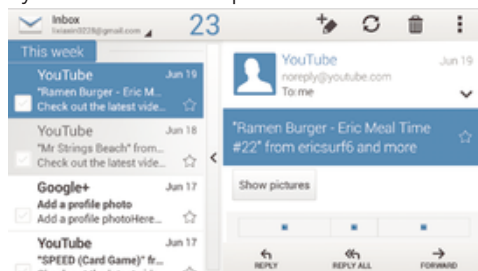 Inbox
23
This week
YouTube Jun 19
"Ramen Burger - Eric M...
Check out the latest vide...
YouTube Jun 18
"Mr Strings Beach" from...
Check out the latest vide...
Google+ Jun 17
Add a profile photo
Add a profile photoHere...
YouTube Jun 17
"SPEED (Card Game)" fr...
YouTube Jun 19
noreply@youtube.com
To: me
"Ramen Burger - Eric Meal Time
#22" from ericsurf6 and more
Show pictures
REPLY
REPLY ALL
FORWARD